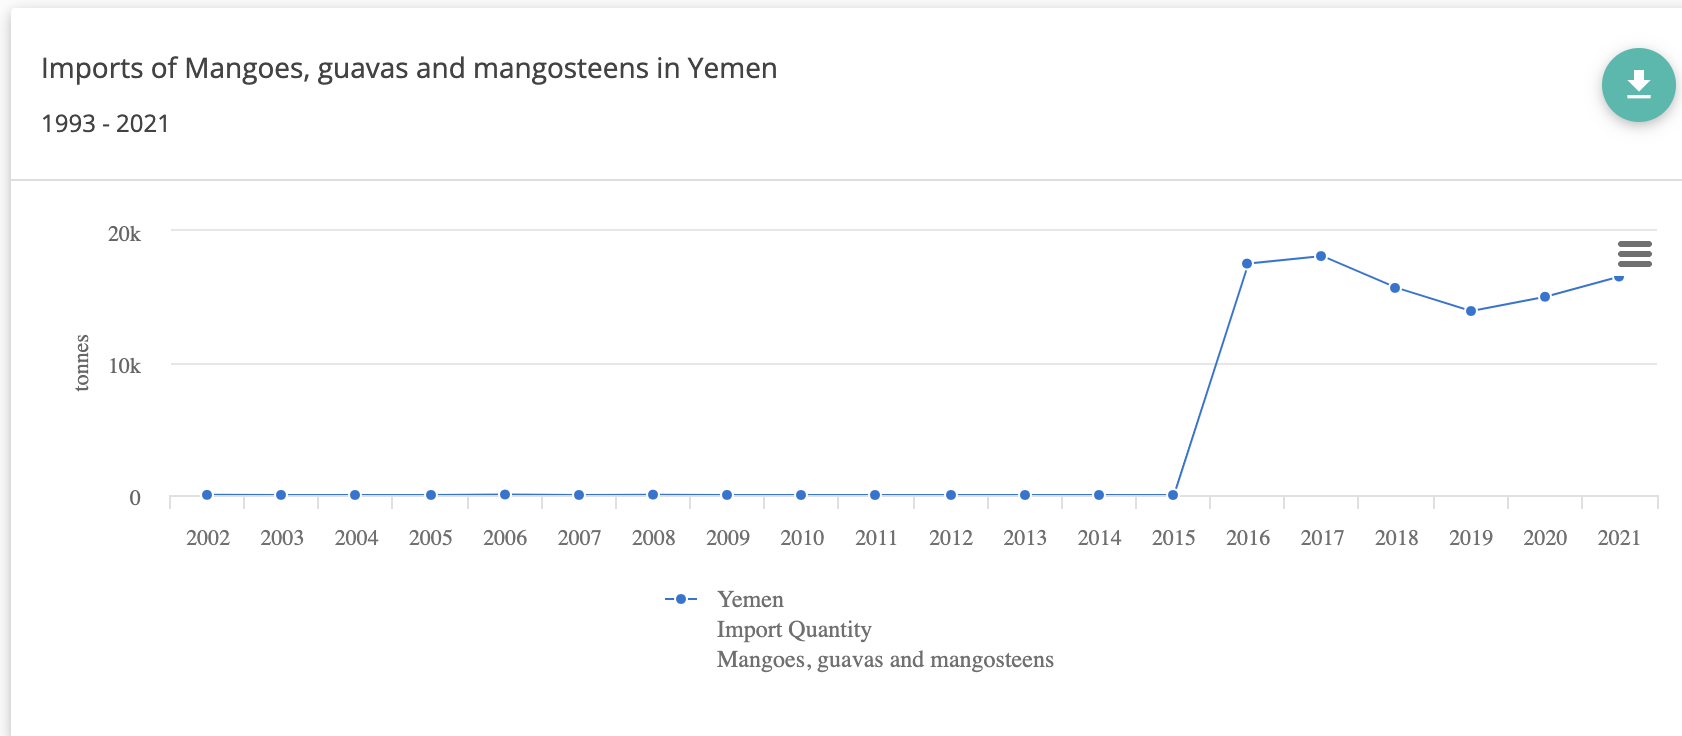 Imports of Mangoes, guavas and mangosteens in Yemen
1993 - 2021
20k
10k
0
tonnes
2002 2003 2004 2005 2006 2007 2008 2009 2010 2011 2012 2013 2014 2015 2016 2017 2018 2019 2020 2021
Yemen
Import Quantity
Mangoes, guavas and mangosteens